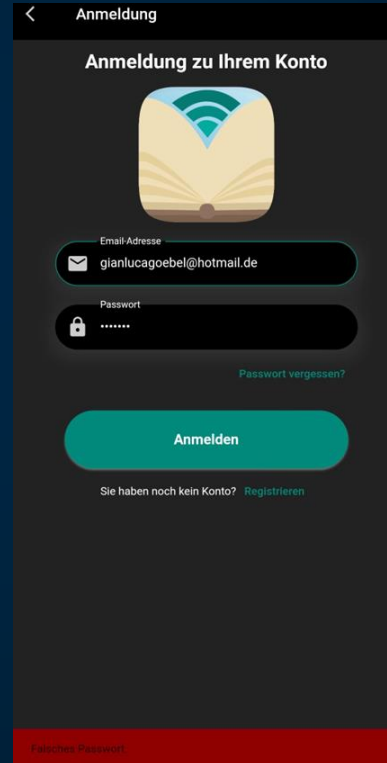 Anmeldung
Anmeldung zu Ihrem Konto
Email-Adresse
gianlucagoebel@hotmail.de
Passwort
•••••••
Passwort vergessen?
Anmelden
Sie haben noch kein Konto? Registrieren
Falsches Passwort